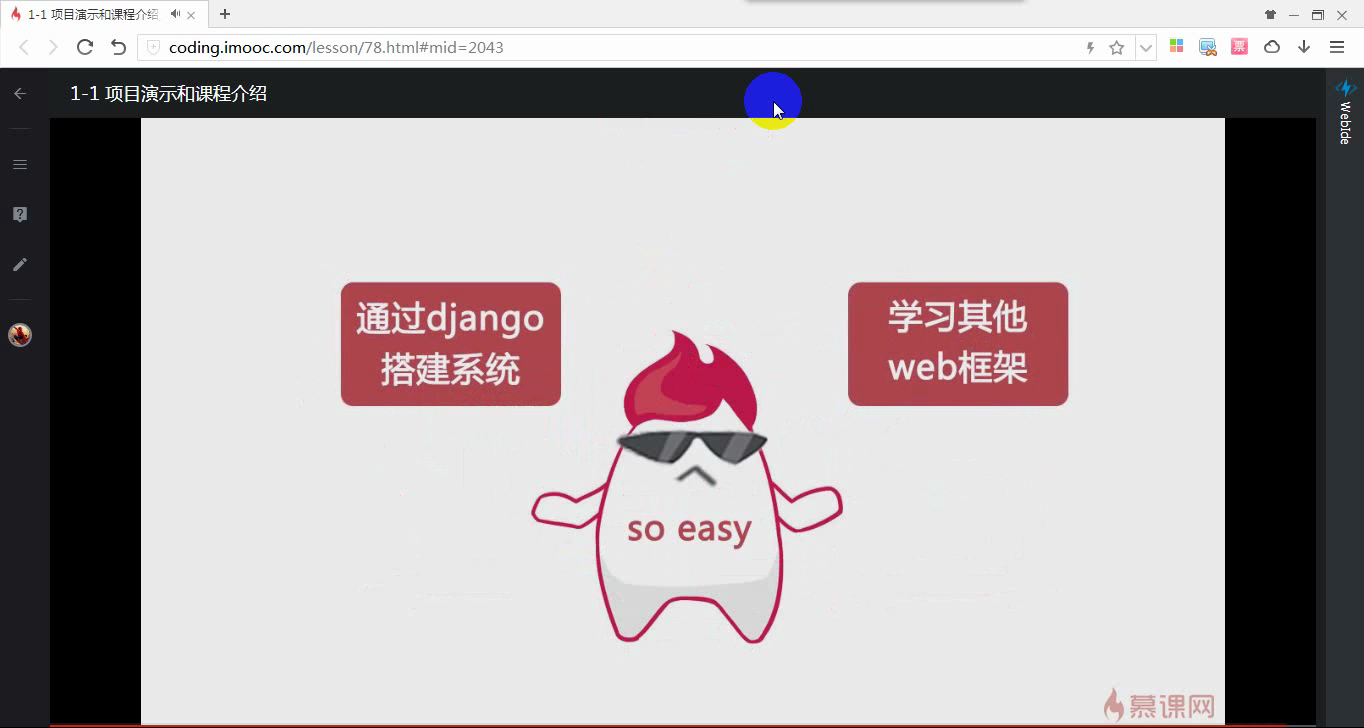 1-1 项目演示和课程介绍
coding.imooc.com/lesson/78.html#mid=2043
票
1-1 项目演示和课程介绍
WebIde
通过django
搭建系统
学习其他
web框架
so easy
慕课网